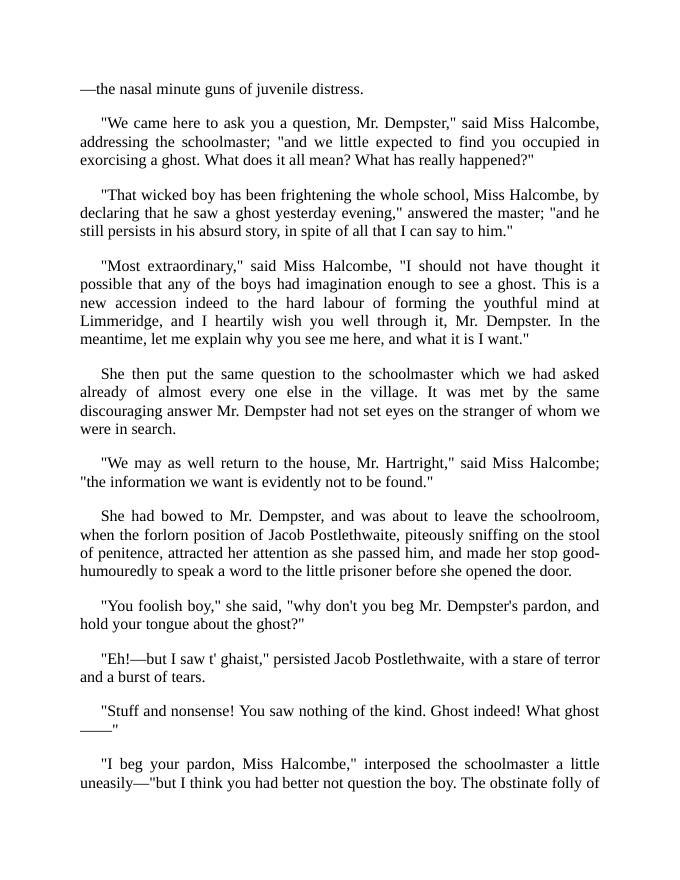 —the nasal minute guns of juvenile distress.
"We came here to ask you a question, Mr. Dempster," said Miss Halcombe,
addressing the schoolmaster; "and we little expected to find you occupied in
exorcising a ghost. What does it all mean? What has really happened?"
"That wicked boy has been frightening the whole school, Miss Halcombe, by
declaring that he saw a ghost yesterday evening," answered the master; "and he
still persists in his absurd story, in spite of all that I can say to him."
"Most extraordinary," said Miss Halcombe, "I should not have thought it
possible that any of the boys had imagination enough to see a ghost. This is a
new accession indeed to the hard labour of forming the youthful mind at
Limmeridge, and I heartily wish you well through it, Mr. Dempster. In the
meantime, let me explain why you see me here, and what it is I want."
She then put the same question to the schoolmaster which we had asked
already of almost every one else in the village. It was met by the same
discouraging answer Mr. Dempster had not set eyes on the stranger of whom we
were in search.
"We may as well return to the house, Mr. Hartright," said Miss Halcombe;
"the information we want is evidently not to be found."
She had bowed to Mr. Dempster, and was about to leave the schoolroom,
when the forlorn position of Jacob Postlethwaite, piteously sniffing on the stool
of penitence, attracted her attention as she passed him, and made her stop good-
humouredly to speak a word to the little prisoner before she opened the door.
"You foolish boy," she said, "why don't you beg Mr. Dempster's pardon, and
hold your tongue about the ghost?"
"Eh!—but I saw t' ghaist," persisted Jacob Postlethwaite, with a stare of terror
and a burst of tears.
"Stuff and nonsense! You saw nothing of the kind. Ghost indeed! What ghost
——"
"I beg your pardon, Miss Halcombe," interposed the schoolmaster a little
uneasily—"but I think you had better not question the boy. The obstinate folly of